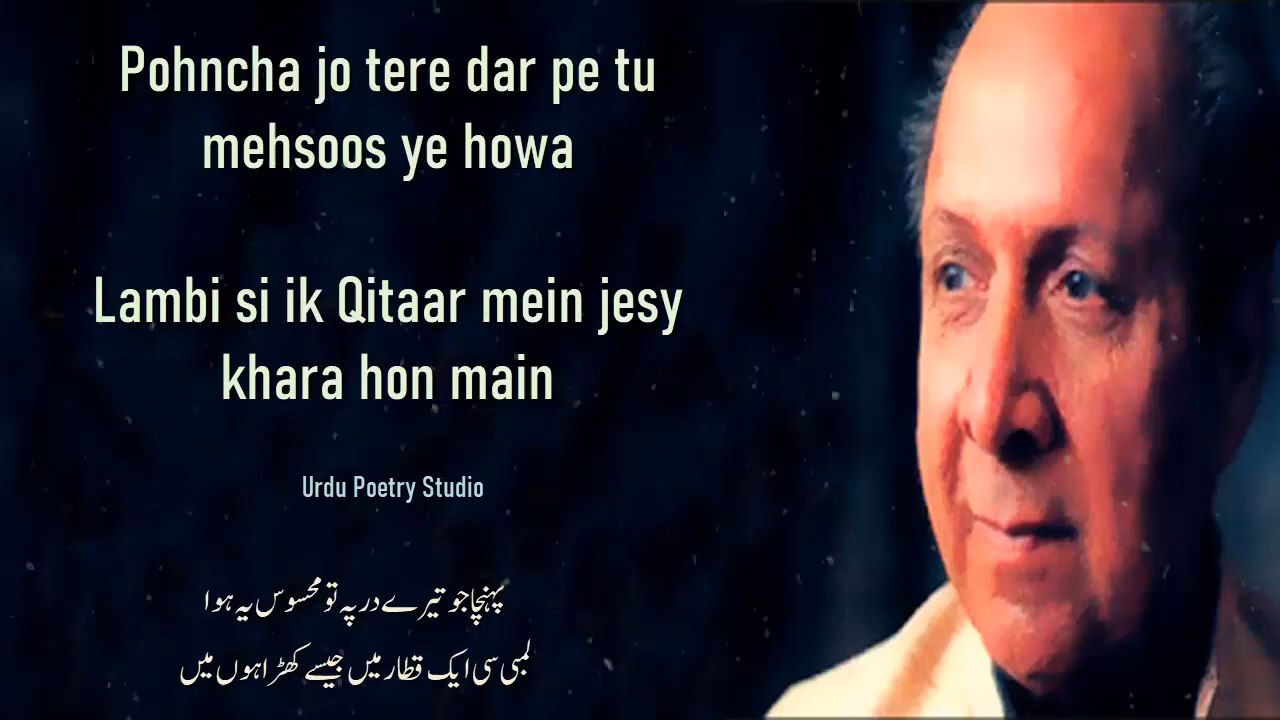 Pohncha jo tere dar pe tu
mehsoos ye howa
Lambi si ik Qitaar mein jesy
khara hon main
Urdu Poetry Studio
پہنچا جو تیرے در پہ تو محسوس یہ ہوا
لمبی سی ایک قطار میں جیسے کھڑا ہوں میں